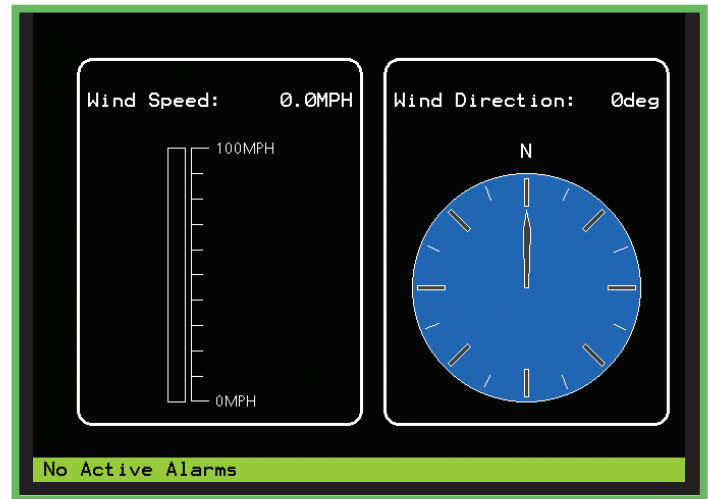 Wind Speed: 0.0MPH
100MPH
0MPH
Wind Direction: 0deg
N
No Active Alarms